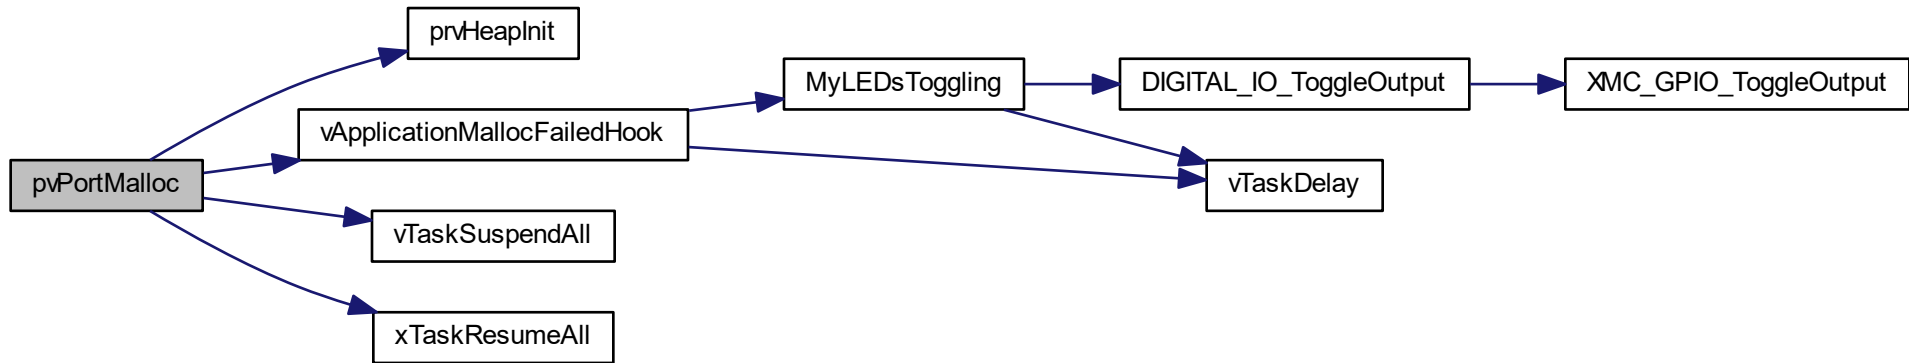 pvPortMalloc
prvHeapInit
vApplicationMallocFailedHook
MyLEDsToggling
DIGITAL_IO_ToggleOutput
XMC_GPIO_ToggleOutput
vTaskDelay
vTaskSuspendAll
xTaskResumeAll